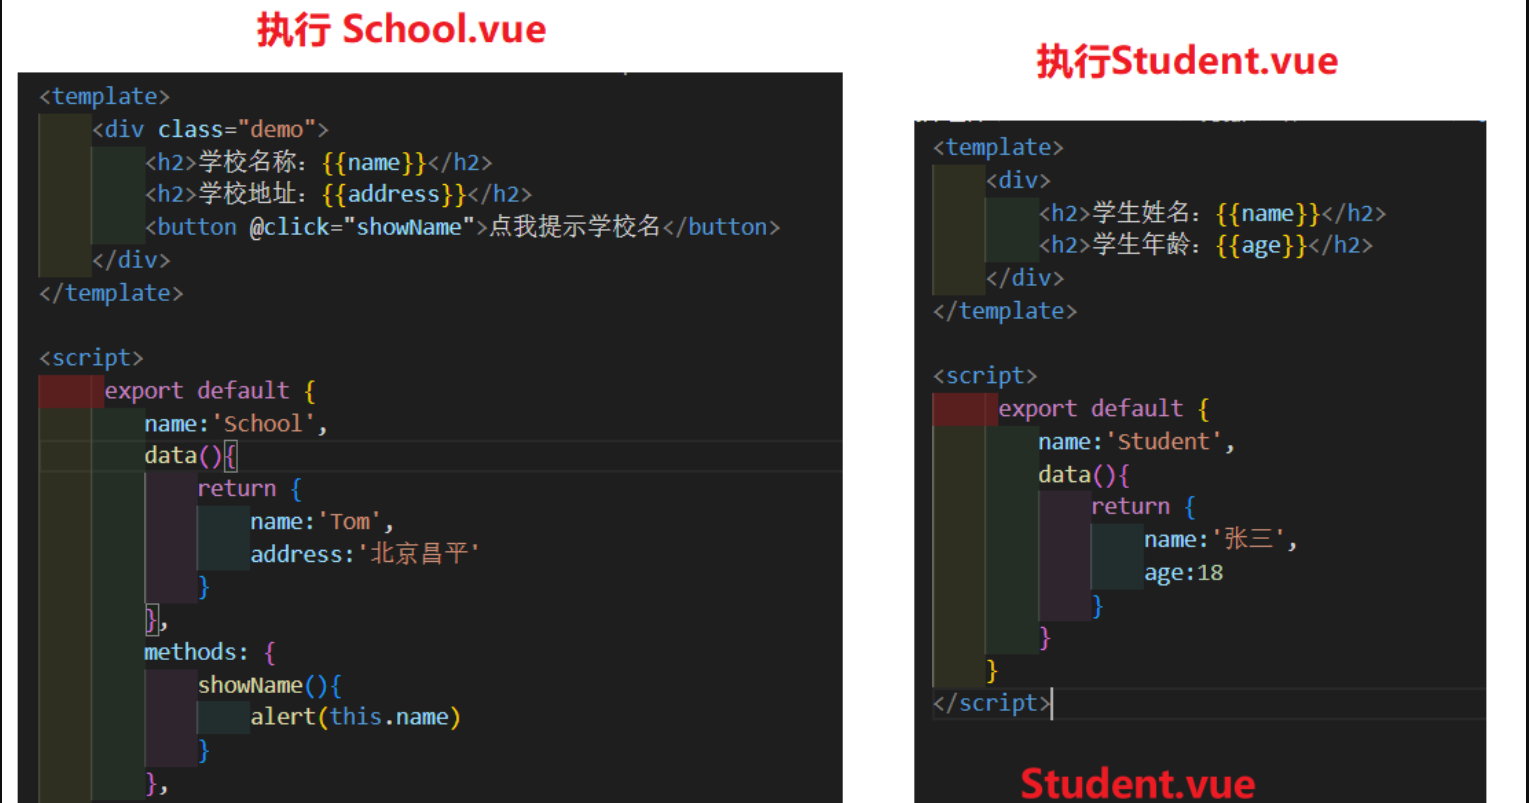 执行 School.vue
<template>
<div class="demo">
<h2>学校名称：{{name}}</h2>
<h2>学校地址：{{address}}</h2>
<button @click="showName">点我提示学校名</button>
</div>
</template>
<script>
export default {
name:'School',
data(){
return {
name:'Tom',
address:'北京昌平'
}
},
methods: {
showName(){
alert(this.name)
}
},
执行Student.vue
<template>
<div>
<h2>学生姓名：{{name}}</h2>
<h2>学生年龄：{{age}}</h2>
</div>
</template>
<script>
export default {
name:'Student',
data(){
return {
name:'张三',
age:18
}
}
}
</script>
Student.vue